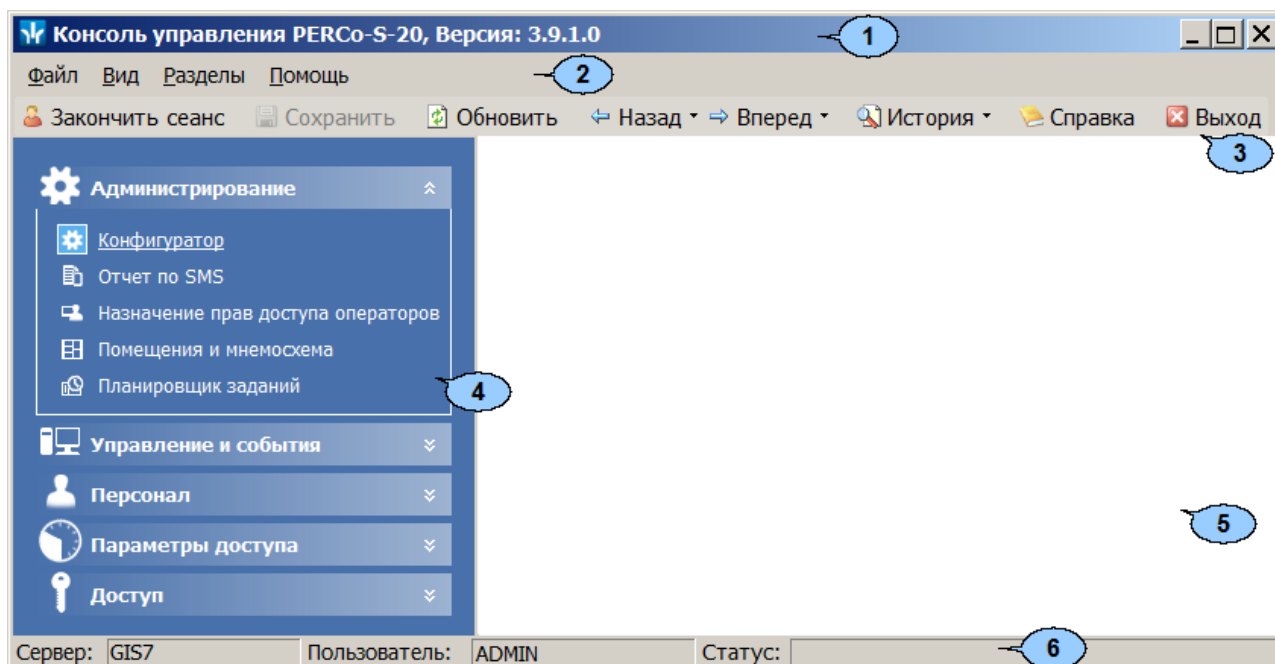 Консоль управления PERCo-S-20, Версия: 3.9.1.0
1
Файл Вид Разделы Помощь
2
Закончить сеанс Сохранить Обновить Назад Вперед История Справка Выход
3
Администрирование
Конфигуратор
Отчет по SMS
Назначение прав доступа операторов
Помещения и мнемосхема
Планировщик заданий
4
Управление и события
Персонал
5
Параметры доступа
Доступ
Сервер: GIS7 Пользователь: ADMIN Статус:
6